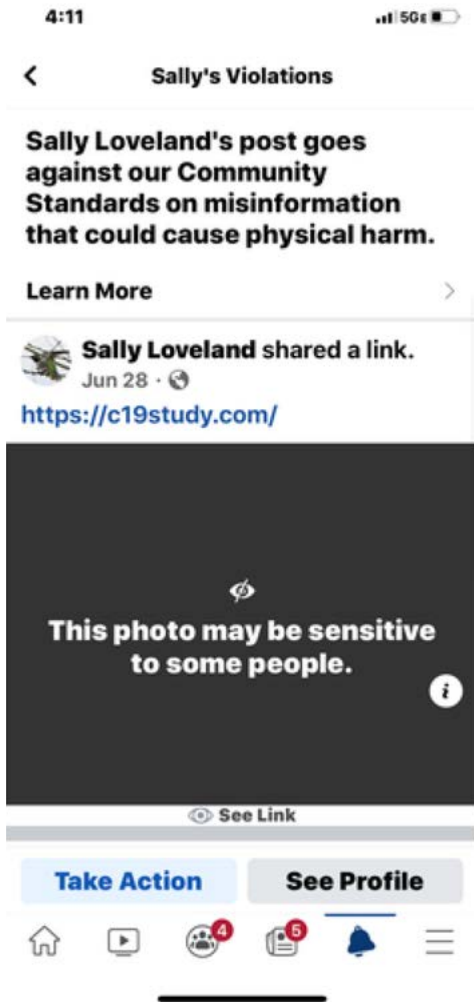 4:11
5GE
Sally's Violations
Sally Loveland's post goes
against our Community
Standards on misinformation
that could cause physical harm.
Learn More
Sally Loveland shared a link.
Jun 28 ·
https://c19study.com/
This photo may be sensitive
to some people.
i
See Link
Take Action
See Profile
4
5